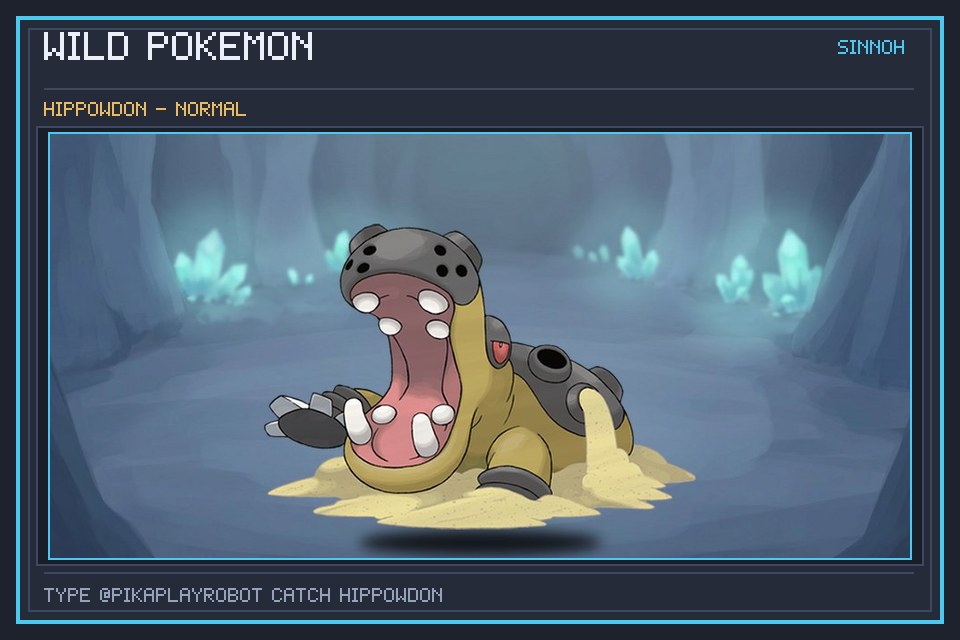 WILD POKEMON
SINNOH
HIPPOWDON - NORMAL
TYPE @PIKAPLAYROBOT CATCH HIPPOWDON